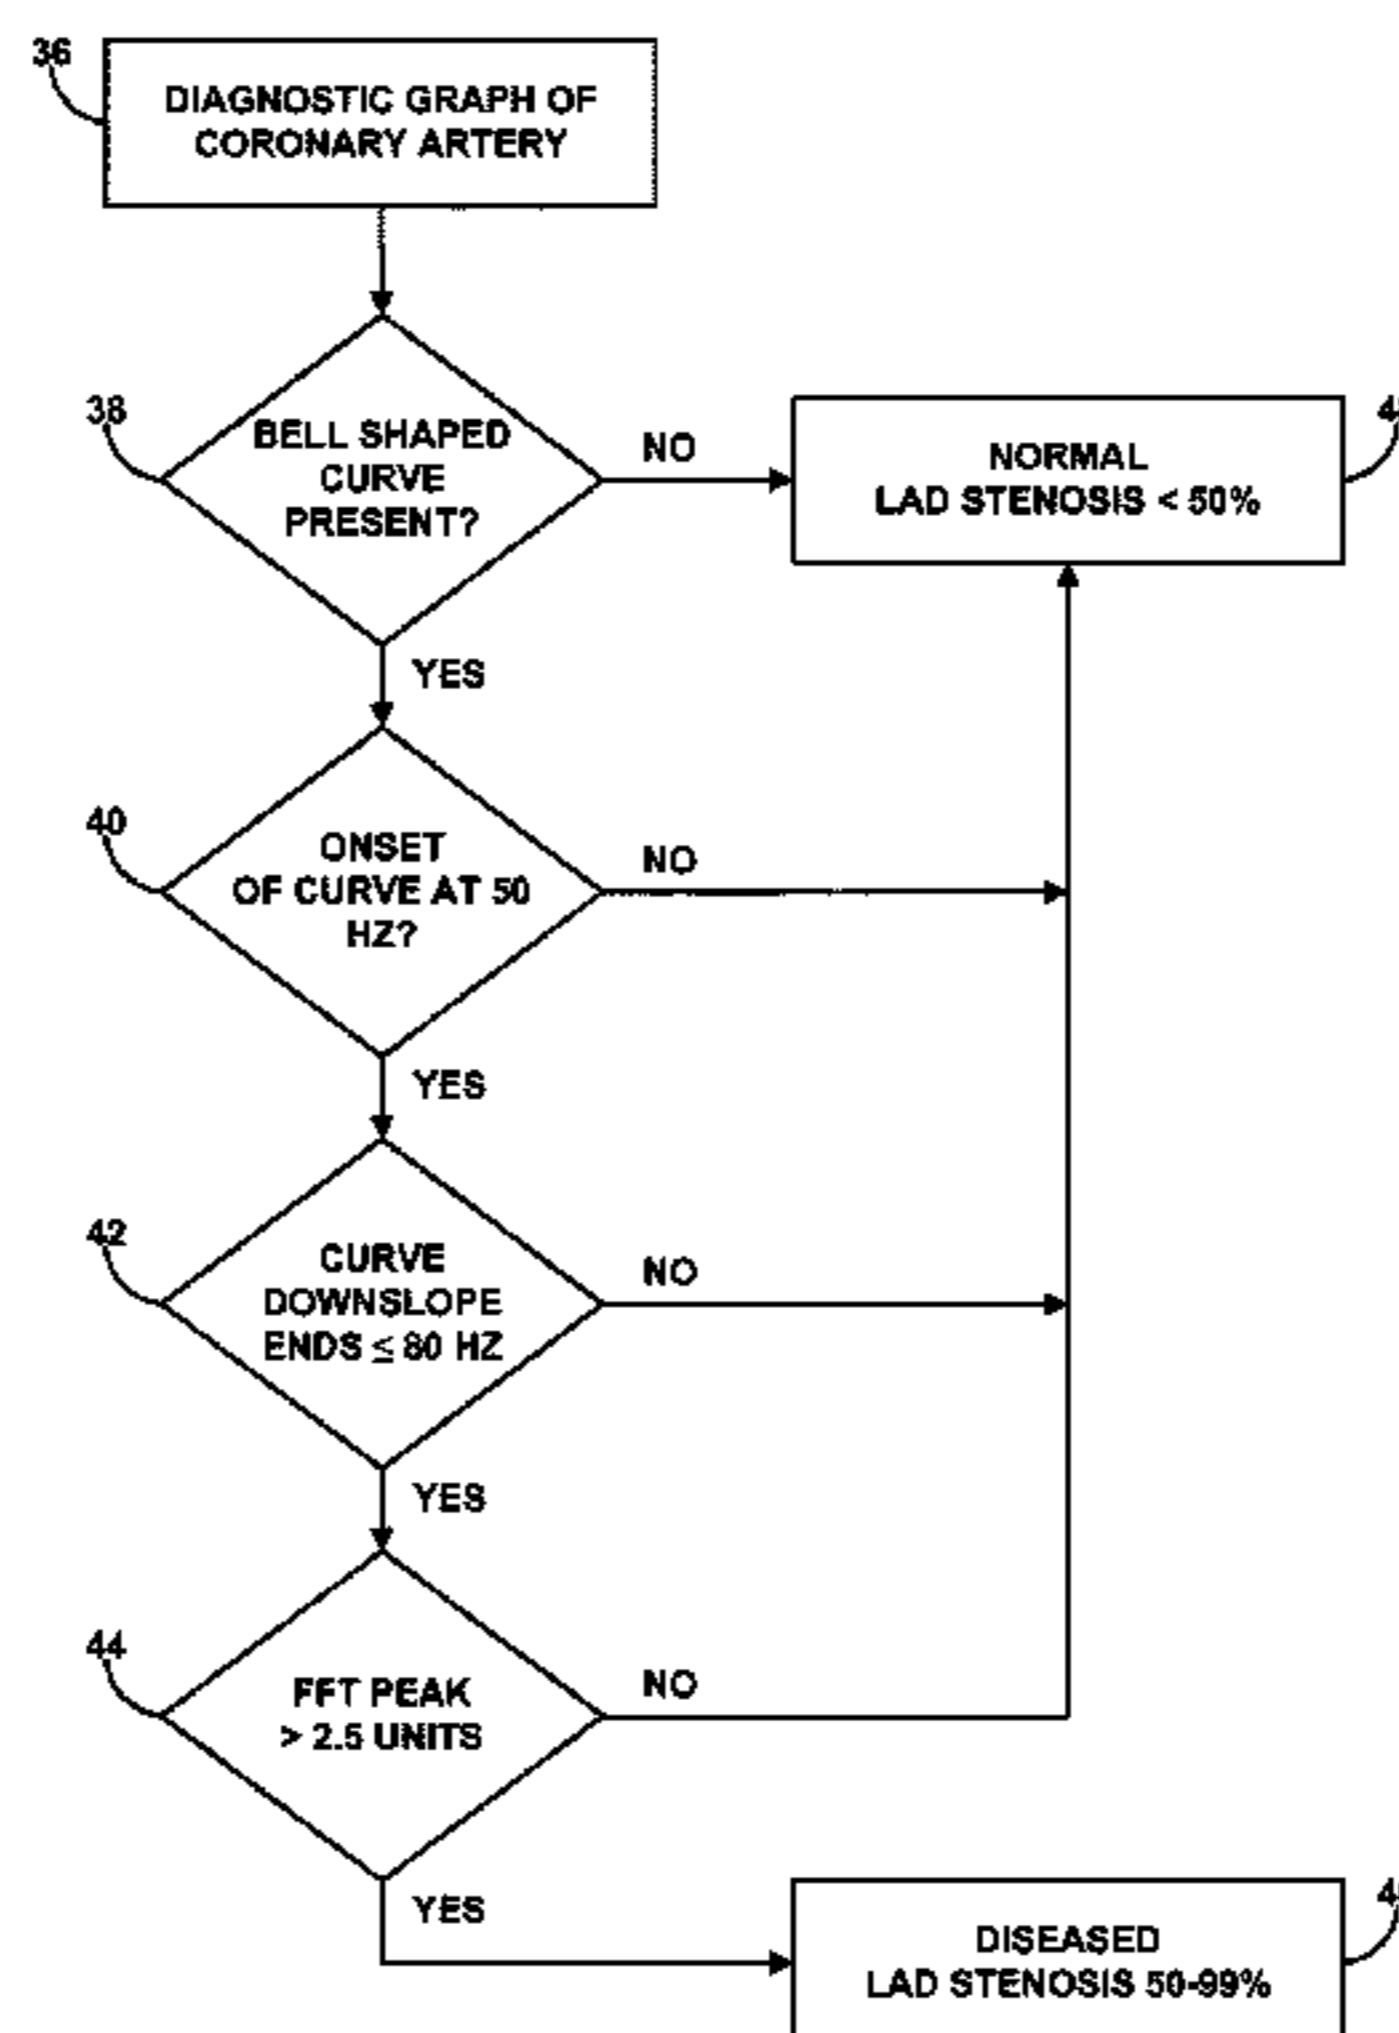 36
DIAGNOSTIC GRAPH OF
CORONARY ARTERY
38
BELL SHAPED
CURVE
PRESENT?
NO
NORMAL
LAD STENOSIS < 50%
YES
40
ONSET
OF CURVE AT 50
HZ?
NO
YES
42
CURVE
DOWNSLOPE
ENDS ≤ 80 HZ
NO
YES
44
FFT PEAK
> 2.5 UNITS
NO
YES
DISEASED
LAD STENOSIS 50-99%